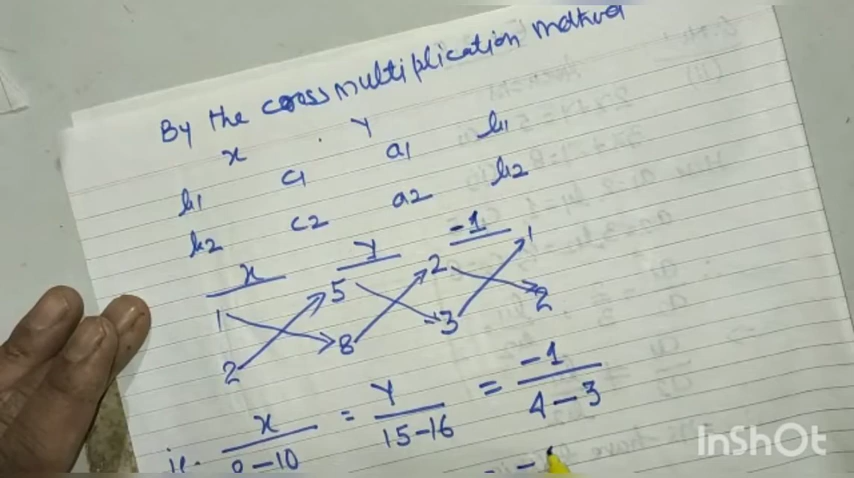 By the cross multiplication method
x Y
b1 c1 a1 b1
b2 c2 a2 b2
x Y -1
1 5 2 1
2 8 3 2
ie. x/8-10 = Y/15-16 = -1/4-3
InShOt